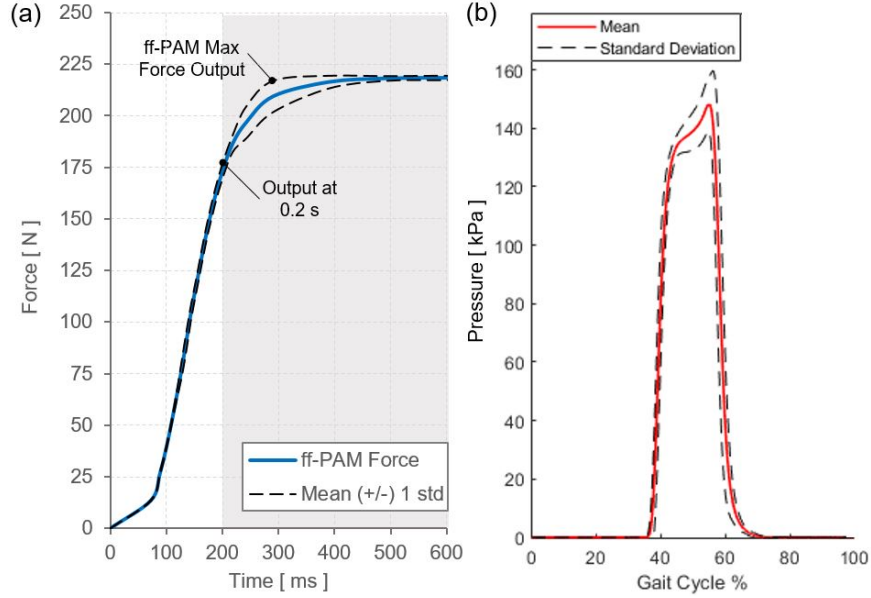 (a)
250
225
200
175
150
125
100
75
50
25
0
Force [ N ]
ff-PAM Max
Force Output
Output at
0.2 s
ff-PAM Force
Mean (+/-) 1 std
0 100 200 300 400 500 600
Time [ ms ]
(b)
Mean
Standard Deviation
160
140
120
100
80
60
40
20
0
Pressure [ kPa ]
0 20 40 60 80 100
Gait Cycle %